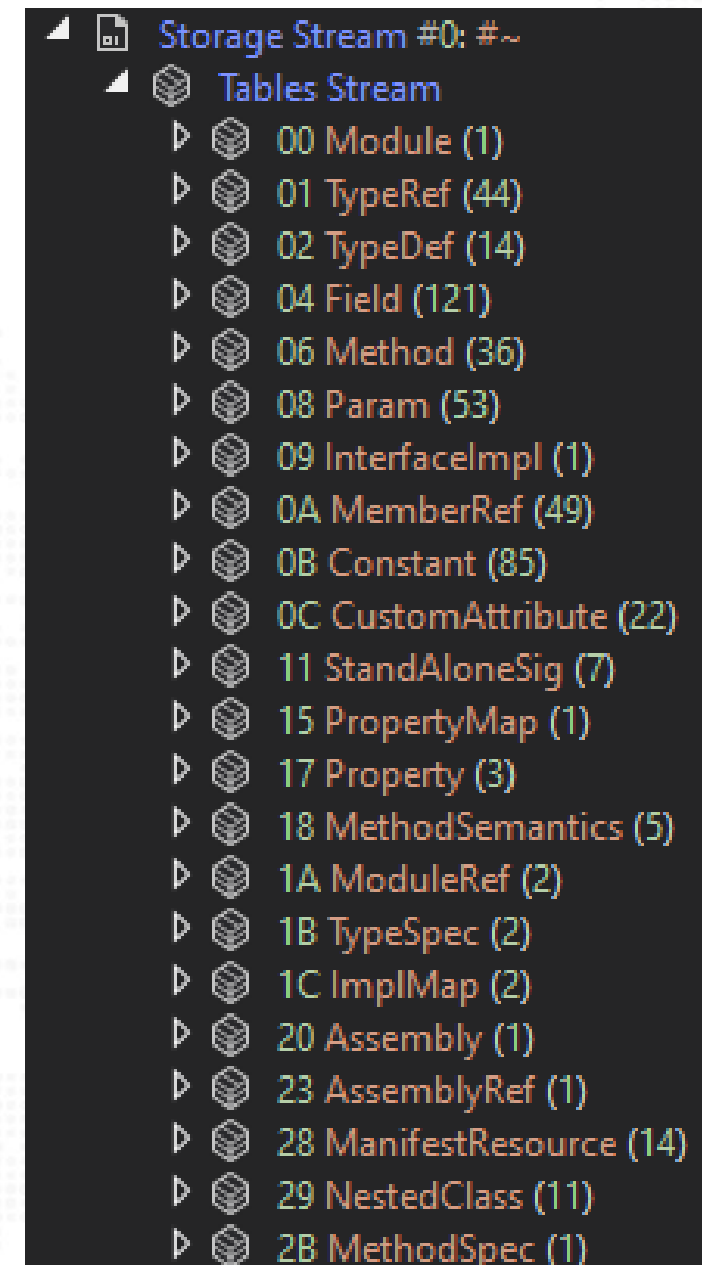 Storage Stream #0: #~
Tables Stream
00 Module (1)
01 TypeRef (44)
02 TypeDef (14)
04 Field (121)
06 Method (36)
08 Param (53)
09 InterfaceImpl (1)
0A MemberRef (49)
0B Constant (85)
0C CustomAttribute (22)
11 StandAloneSig (7)
15 PropertyMap (1)
17 Property (3)
18 MethodSemantics (5)
1A ModuleRef (2)
1B TypeSpec (2)
1C ImplMap (2)
20 Assembly (1)
23 AssemblyRef (1)
28 ManifestResource (14)
29 NestedClass (11)
2B MethodSpec (1)